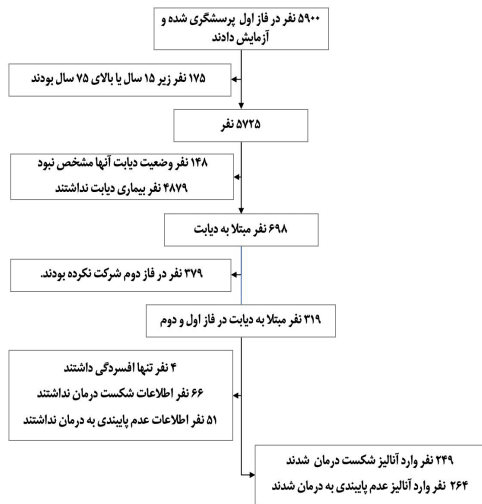 ۵۹۰۰ نفر در فاز اول پرسشگری شده و
آزمایش دادند
۱۷۵ نفر زیر ۱۵ سال یا بالای ۷۵ سال بودند
۵۷۲۵ نفر
۱۴۸ نفر وضعیت دیابت آنها مشخص نبود
۴۸۷۹ نفر بیماری دیابت نداشتند
۶۹۸ نفر مبتلا به دیابت
۳۷۹ نفر در فاز دوم شرکت نکرده بودند.
۳۱۹ نفر مبتلا به دیابت در فاز اول و دوم
۴ نفر تنها افسردگی داشتند
۶۶ نفر اطلاعات شکست درمان نداشتند
۵۱ نفر اطلاعات عدم پایبندی به درمان نداشتند
۲۴۹ نفر وارد آنالیز شکست درمان شدند
۲۶۴ نفر وارد آنالیز عدم پایبندی به درمان شدند